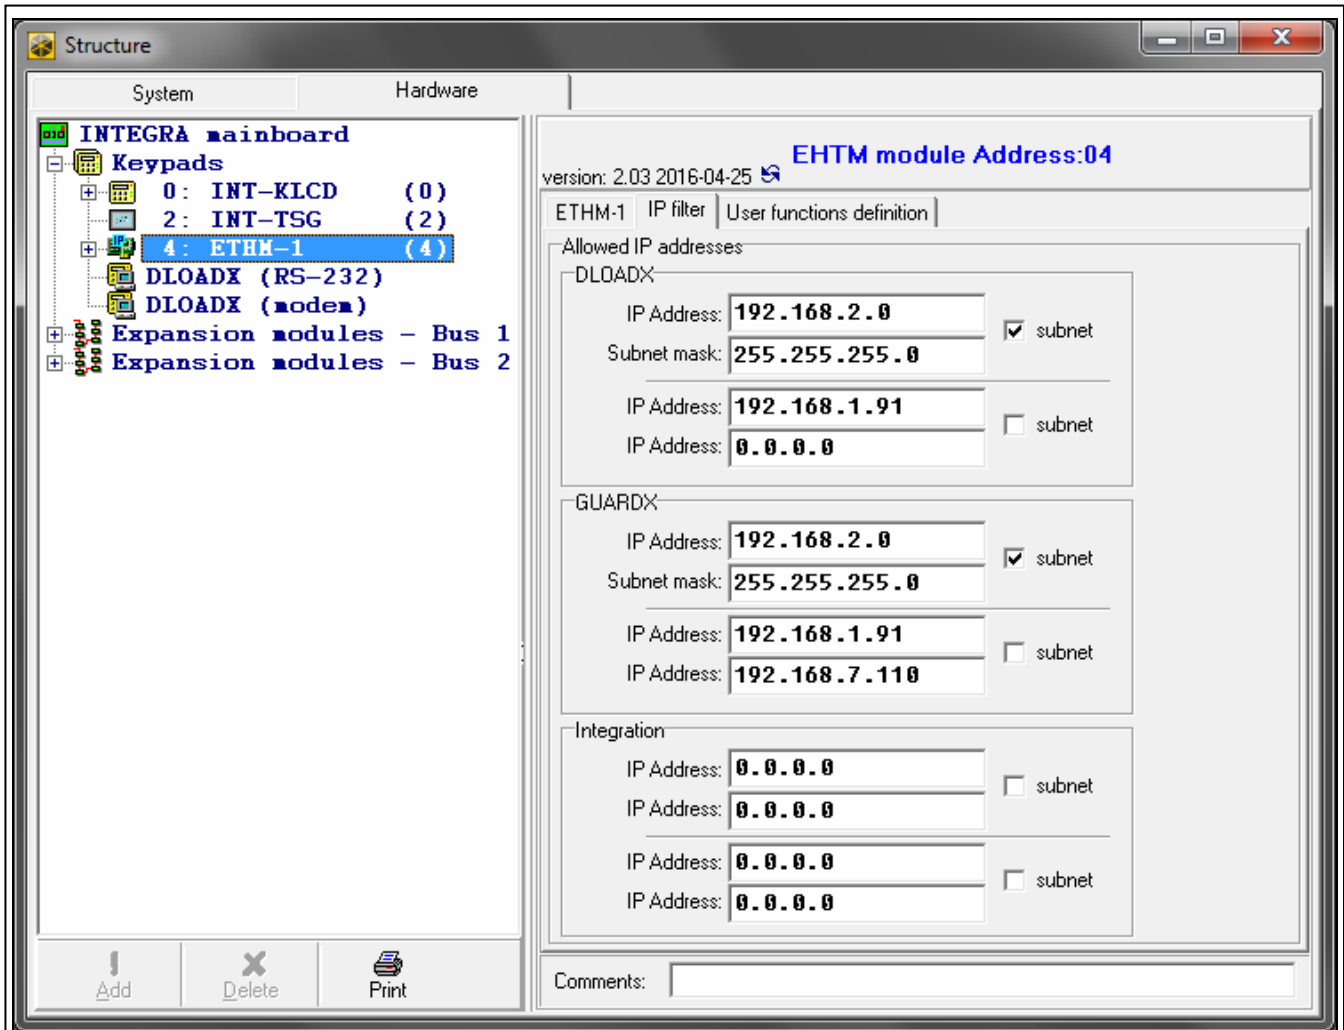 Structure
System Hardware
INTEGRA mainboard
Keypads
0: INT-KLCD (0)
2: INT-TSG (2)
4: ETHM-1 (4)
DLOADX (RS-232)
DLOADX (modem)
Expansion modules - Bus 1
Expansion modules - Bus 2
Add Delete Print
EHTM module Address:04
version: 2.03 2016-04-25
ETHM-1 IP filter User functions definition
Allowed IP addresses
DLOADX
IP Address: 192.168.2.0
subnet
Subnet mask: 255.255.255.0
IP Address: 192.168.1.91
subnet
IP Address: 0.0.0.0
GUARDX
IP Address: 192.168.2.0
subnet
Subnet mask: 255.255.255.0
IP Address: 192.168.1.91
subnet
IP Address: 192.168.7.110
Integration
IP Address: 0.0.0.0
subnet
IP Address: 0.0.0.0
IP Address: 0.0.0.0
subnet
IP Address: 0.0.0.0
Comments: